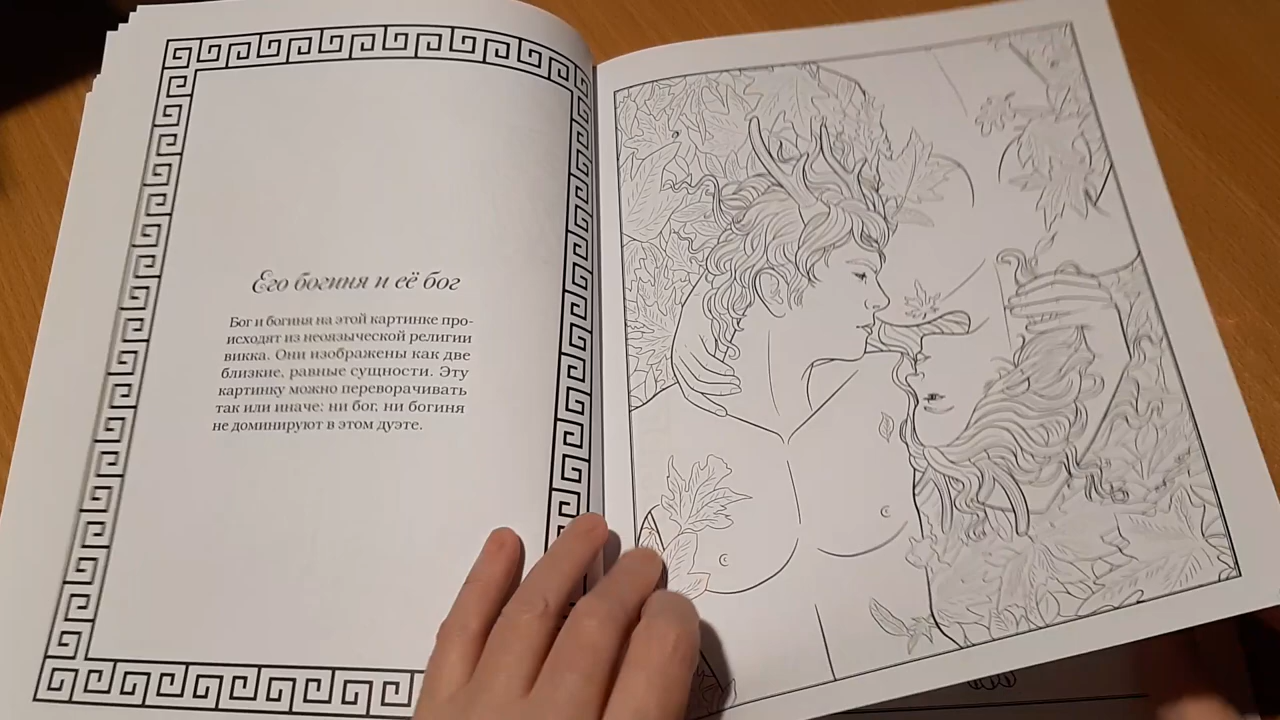 Его богиня и её бог
Бог и богиня на этой картинке про-
исходят из неоязыческой религии
викка. Они изображены как две
близкие, равные сущности. Эту
картинку можно переворачивать
так или иначе: ни бог, ни богиня
не доминируют в этом дуэте.